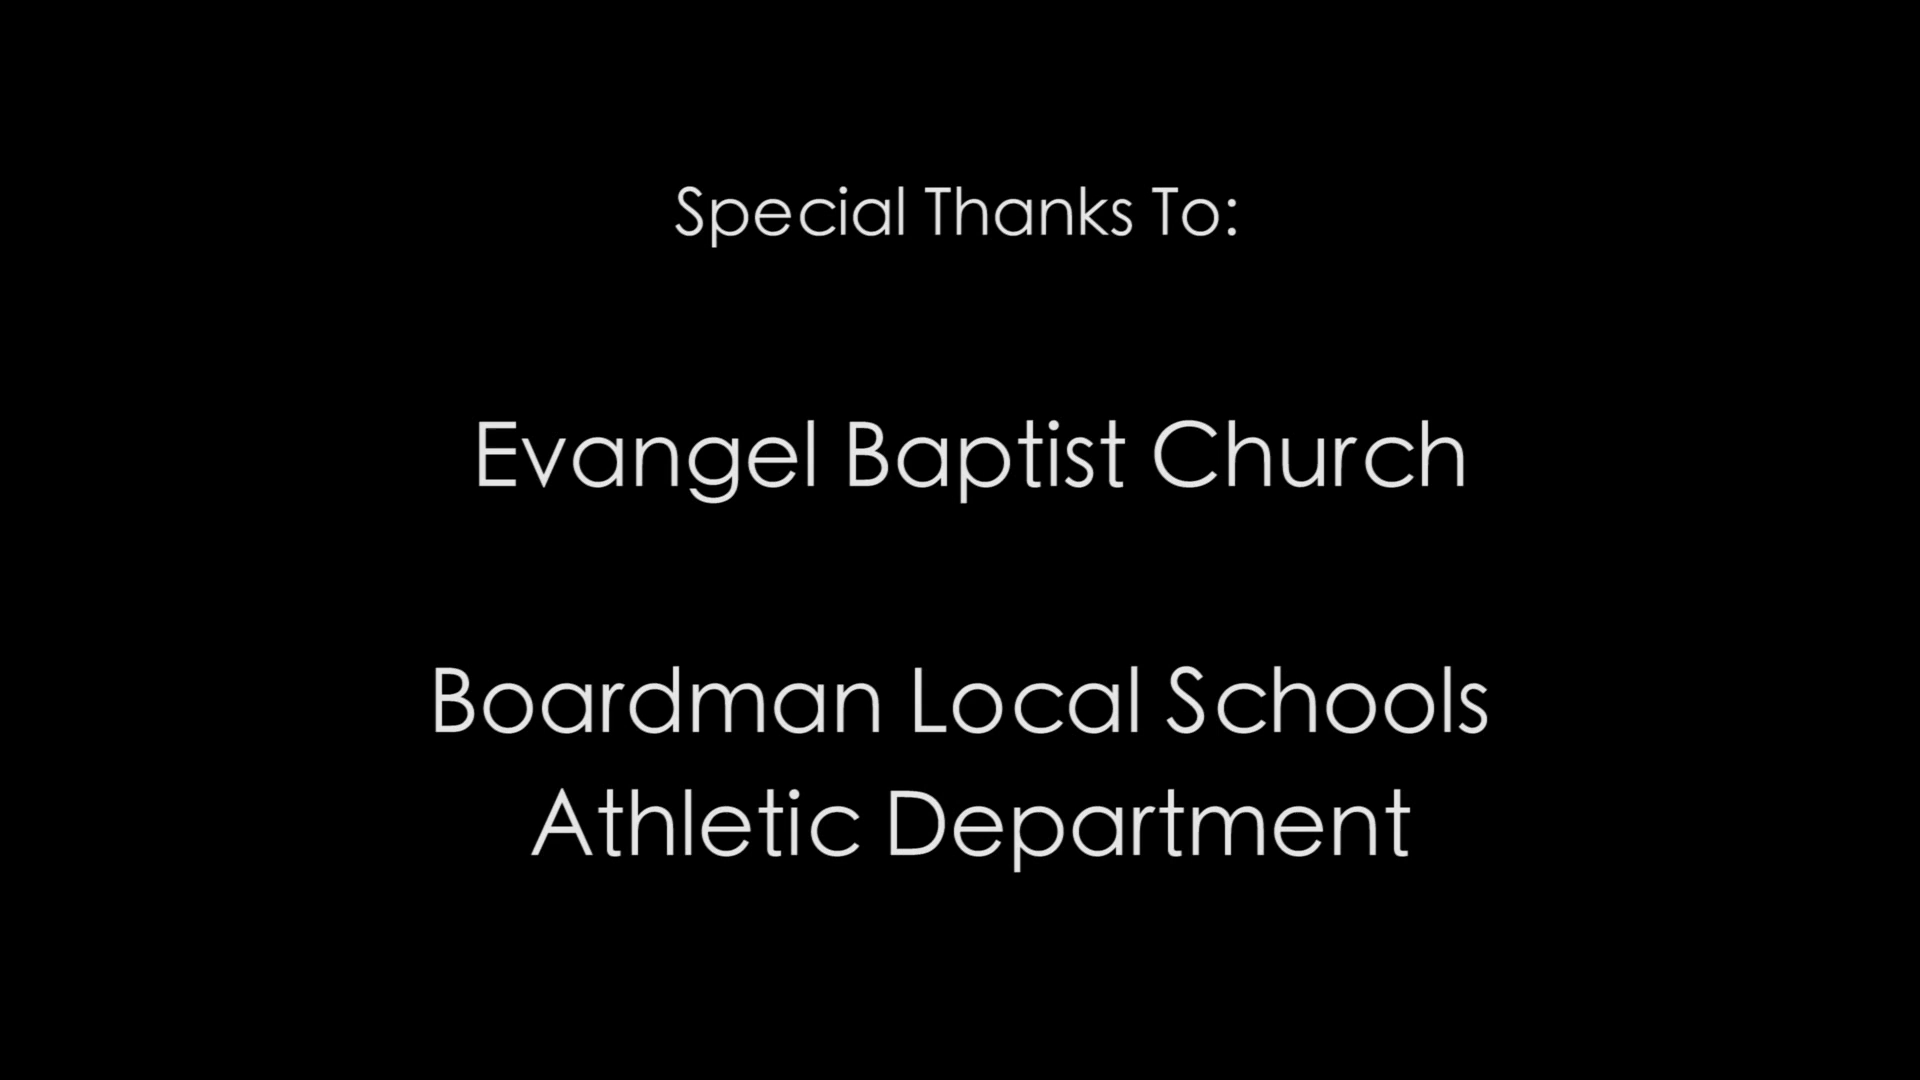 Special Thanks To:
Evangel Baptist Church
Boardman Local Schools
Athletic Department